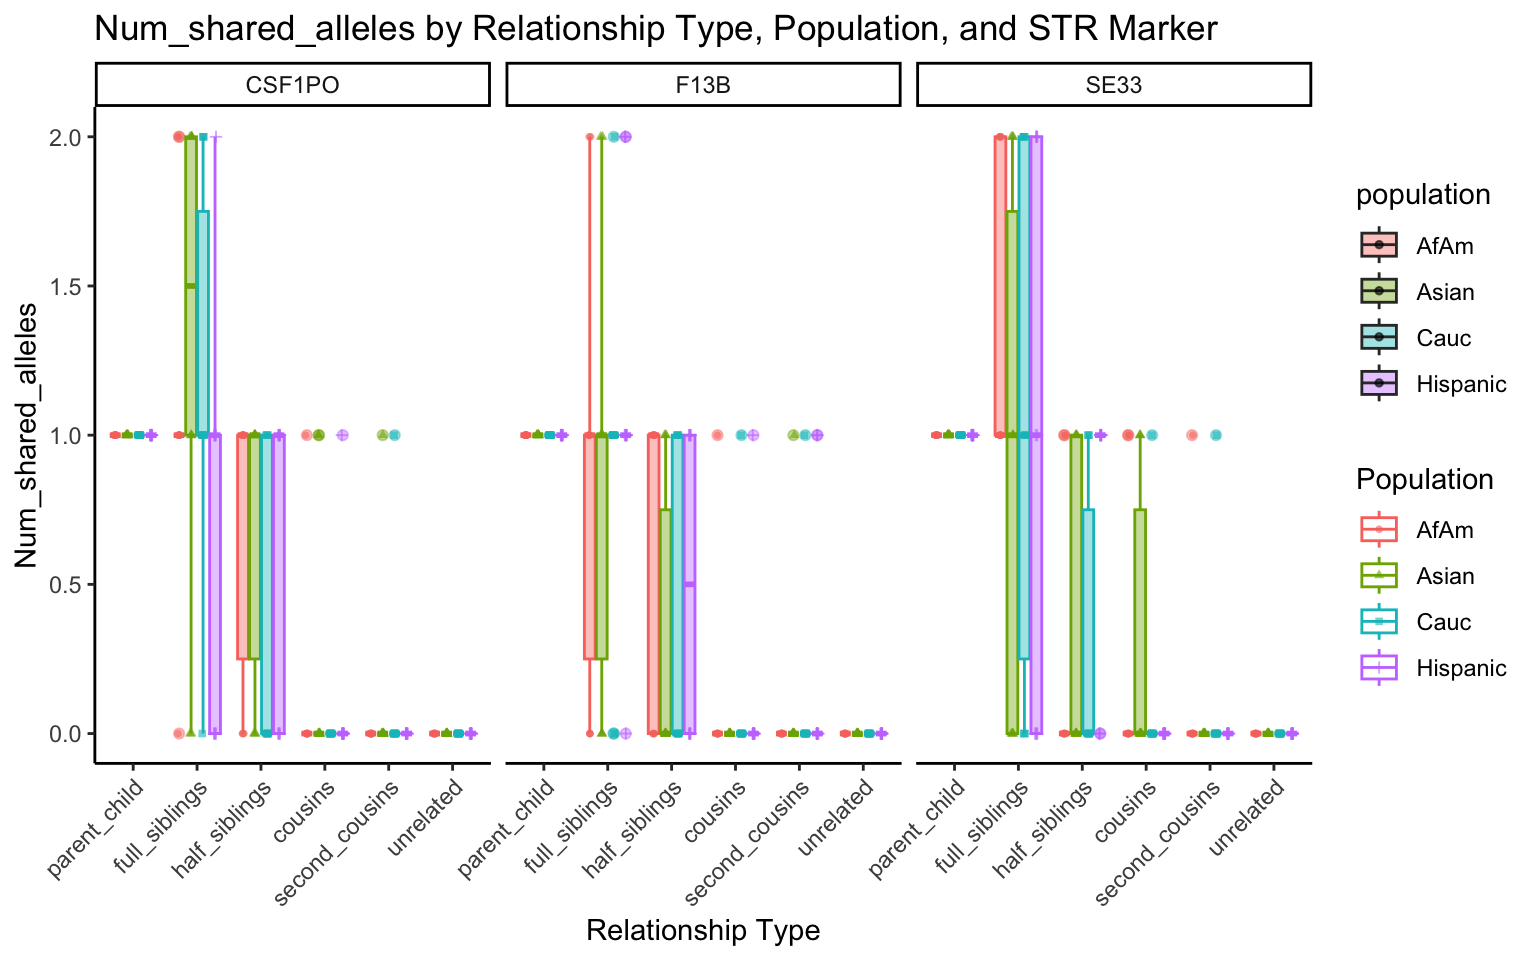 Num_shared_alleles by Relationship Type, Population, and STR Marker
CSF1PO
F13B
SE33
Num_shared_alleles
2.0
1.5
1.0
0.5
0.0
parent_child
full_siblings
half_siblings
cousins
second_cousins
unrelated
parent_child
full_siblings
half_siblings
cousins
second_cousins
unrelated
parent_child
full_siblings
half_siblings
cousins
second_cousins
unrelated
Relationship Type
population
AfAm
Asian
Cauc
Hispanic
Population
AfAm
Asian
Cauc
Hispanic